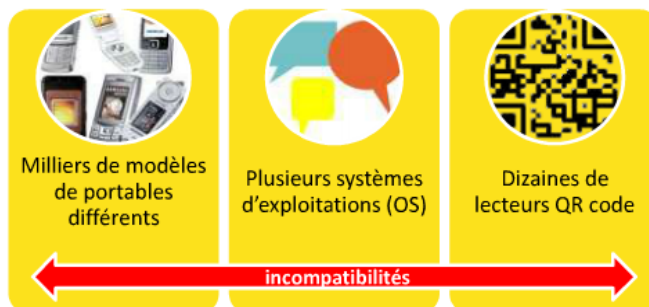 Milliers de modèles
de portables
différents
Plusieurs systèmes
d'exploitations (OS)
Dizaines de
lecteurs QR code
incompatibilités